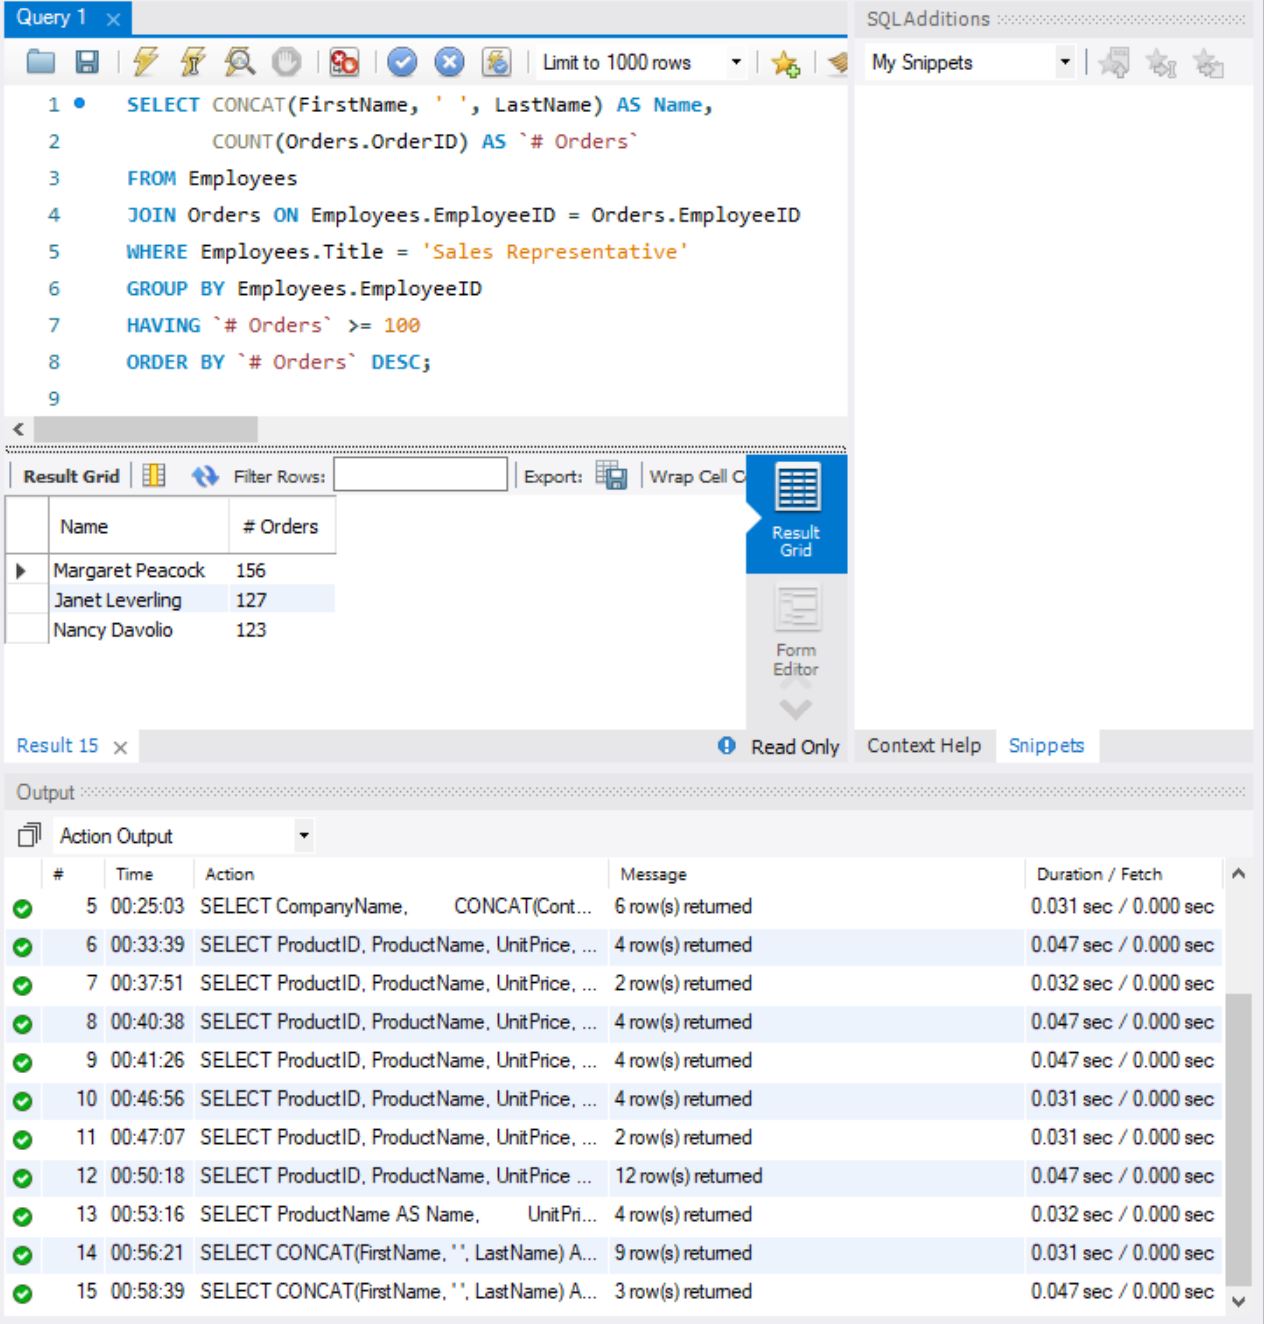 Query 1
SQLAdditions
Limit to 1000 rows
My Snippets
1 SELECT CONCAT(FirstName, ' ', LastName) AS Name,
2 COUNT(Orders.OrderID) AS `# Orders`
3 FROM Employees
4 JOIN Orders ON Employees.EmployeeID = Orders.EmployeeID
5 WHERE Employees.Title = 'Sales Representative'
6 GROUP BY Employees.EmployeeID
7 HAVING `# Orders` >= 100
8 ORDER BY `# Orders` DESC;
9
Result Grid Filter Rows: Export: Wrap Cell C
Result
Grid
Name # Orders
Margaret Peacock 156
Janet Leverling 127
Nancy Davolio 123
Form
Editor
Result 15 Read Only Context Help Snippets
Output
Action Output
# Time Action Message Duration / Fetch
5 00:25:03 SELECT CompanyName, CONCAT(Cont... 6 row(s) returned 0.031 sec / 0.000 sec
6 00:33:39 SELECT ProductID, ProductName, UnitPrice, ... 4 row(s) returned 0.047 sec / 0.000 sec
7 00:37:51 SELECT ProductID, ProductName, UnitPrice, ... 2 row(s) returned 0.032 sec / 0.000 sec
8 00:40:38 SELECT ProductID, ProductName, UnitPrice, ... 4 row(s) returned 0.047 sec / 0.000 sec
9 00:41:26 SELECT ProductID, ProductName, UnitPrice, ... 4 row(s) returned 0.047 sec / 0.000 sec
10 00:46:56 SELECT ProductID, ProductName, UnitPrice, ... 4 row(s) returned 0.031 sec / 0.000 sec
11 00:47:07 SELECT ProductID, ProductName, UnitPrice, ... 2 row(s) returned 0.031 sec / 0.000 sec
12 00:50:18 SELECT ProductID, ProductName, UnitPrice ... 12 row(s) returned 0.047 sec / 0.000 sec
13 00:53:16 SELECT ProductName AS Name, UnitPri... 4 row(s) returned 0.032 sec / 0.000 sec
14 00:56:21 SELECT CONCAT(FirstName, ' ', LastName) A... 9 row(s) returned 0.031 sec / 0.000 sec
15 00:58:39 SELECT CONCAT(FirstName, ' ', LastName) A... 3 row(s) returned 0.047 sec / 0.000 sec